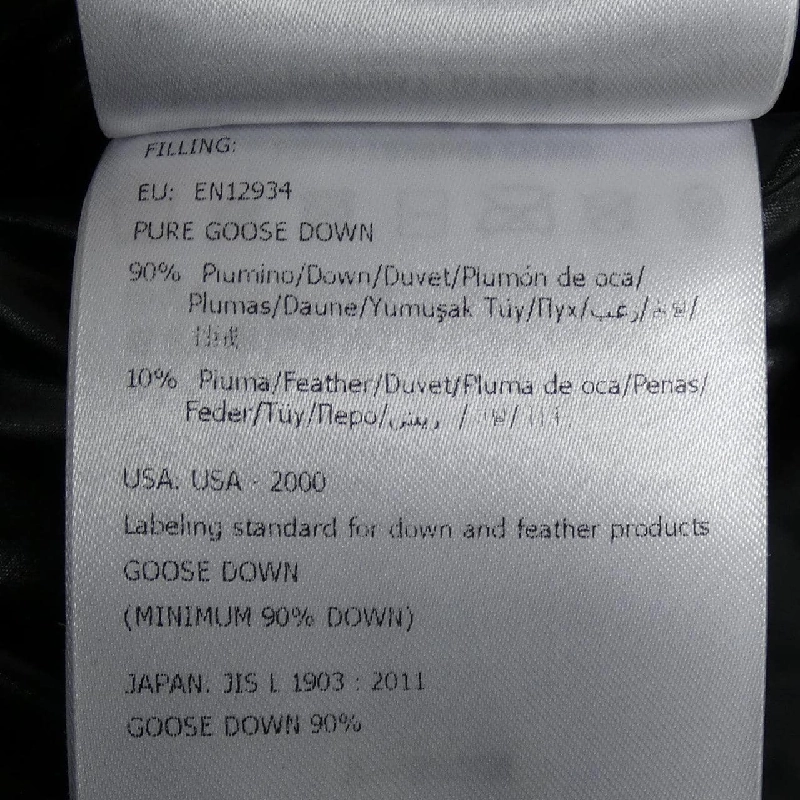 FILLING:
EU: EN12934
PURE GOOSE DOWN
90% Piumino/Down/Duvet/Plumón de oca/
Plumas/Daune/Yumuşak Tüy/Пух/زغب/
10% Piuma/Feather/Duvet/Pluma de oca/Penas/
Feder/Tüy/Перо/ريش/
USA. USA - 2000
Labeling standard for down and feather products
GOOSE DOWN
(MINIMUM 90% DOWN)
JAPAN. JIS L 1903 : 2011
GOOSE DOWN 90%